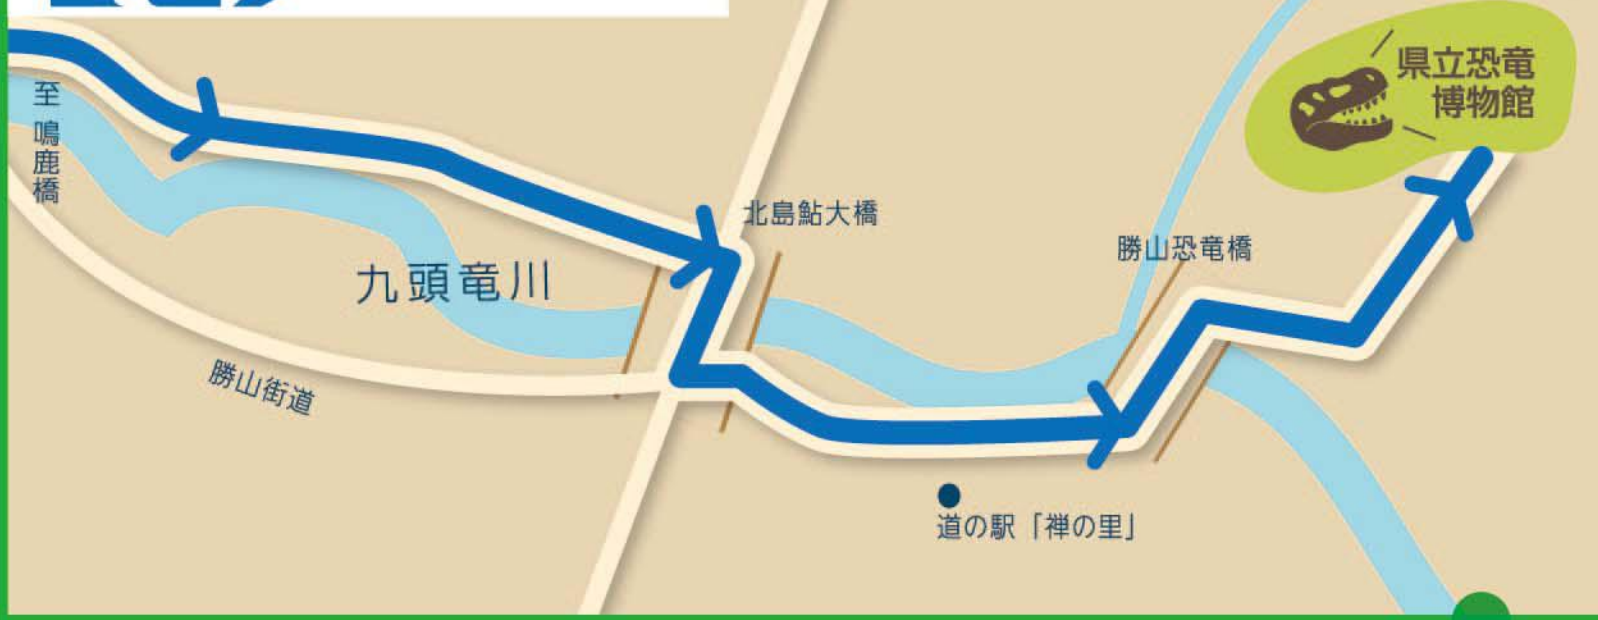 県立恐竜
博物館
至 鳴鹿橋
北島鮎大橋
勝山恐竜橋
九頭竜川
勝山街道
道の駅「禅の里」